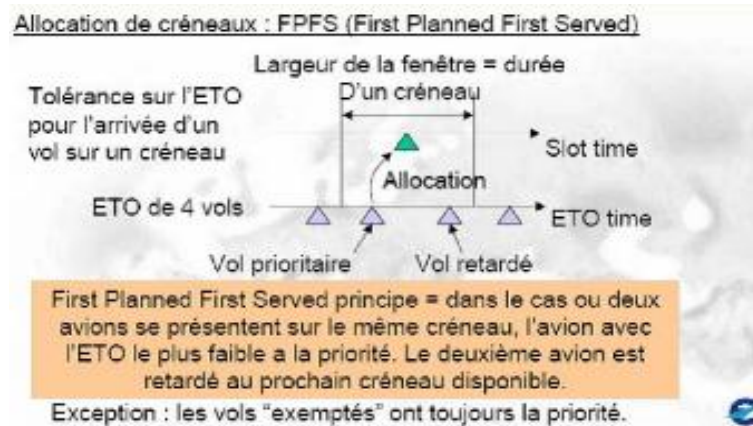 Allocation de créneaux : FPFS (First Planned First Served)
Largeur de la fenêtre = durée
D'un créneau
Tolérance sur l'ETO
pour l'arrivée d'un
vol sur un créneau
Slot time
Allocation
ETO de 4 vols
ETO time
Vol prioritaire
Vol retardé
First Planned First Served principe = dans le cas ou deux
avions se présentent sur le même créneau, l'avion avec
l'ETO le plus faible a la priorité. Le deuxième avion est
retardé au prochain créneau disponible.
Exception : les vols "exemptés" ont toujours la priorité.